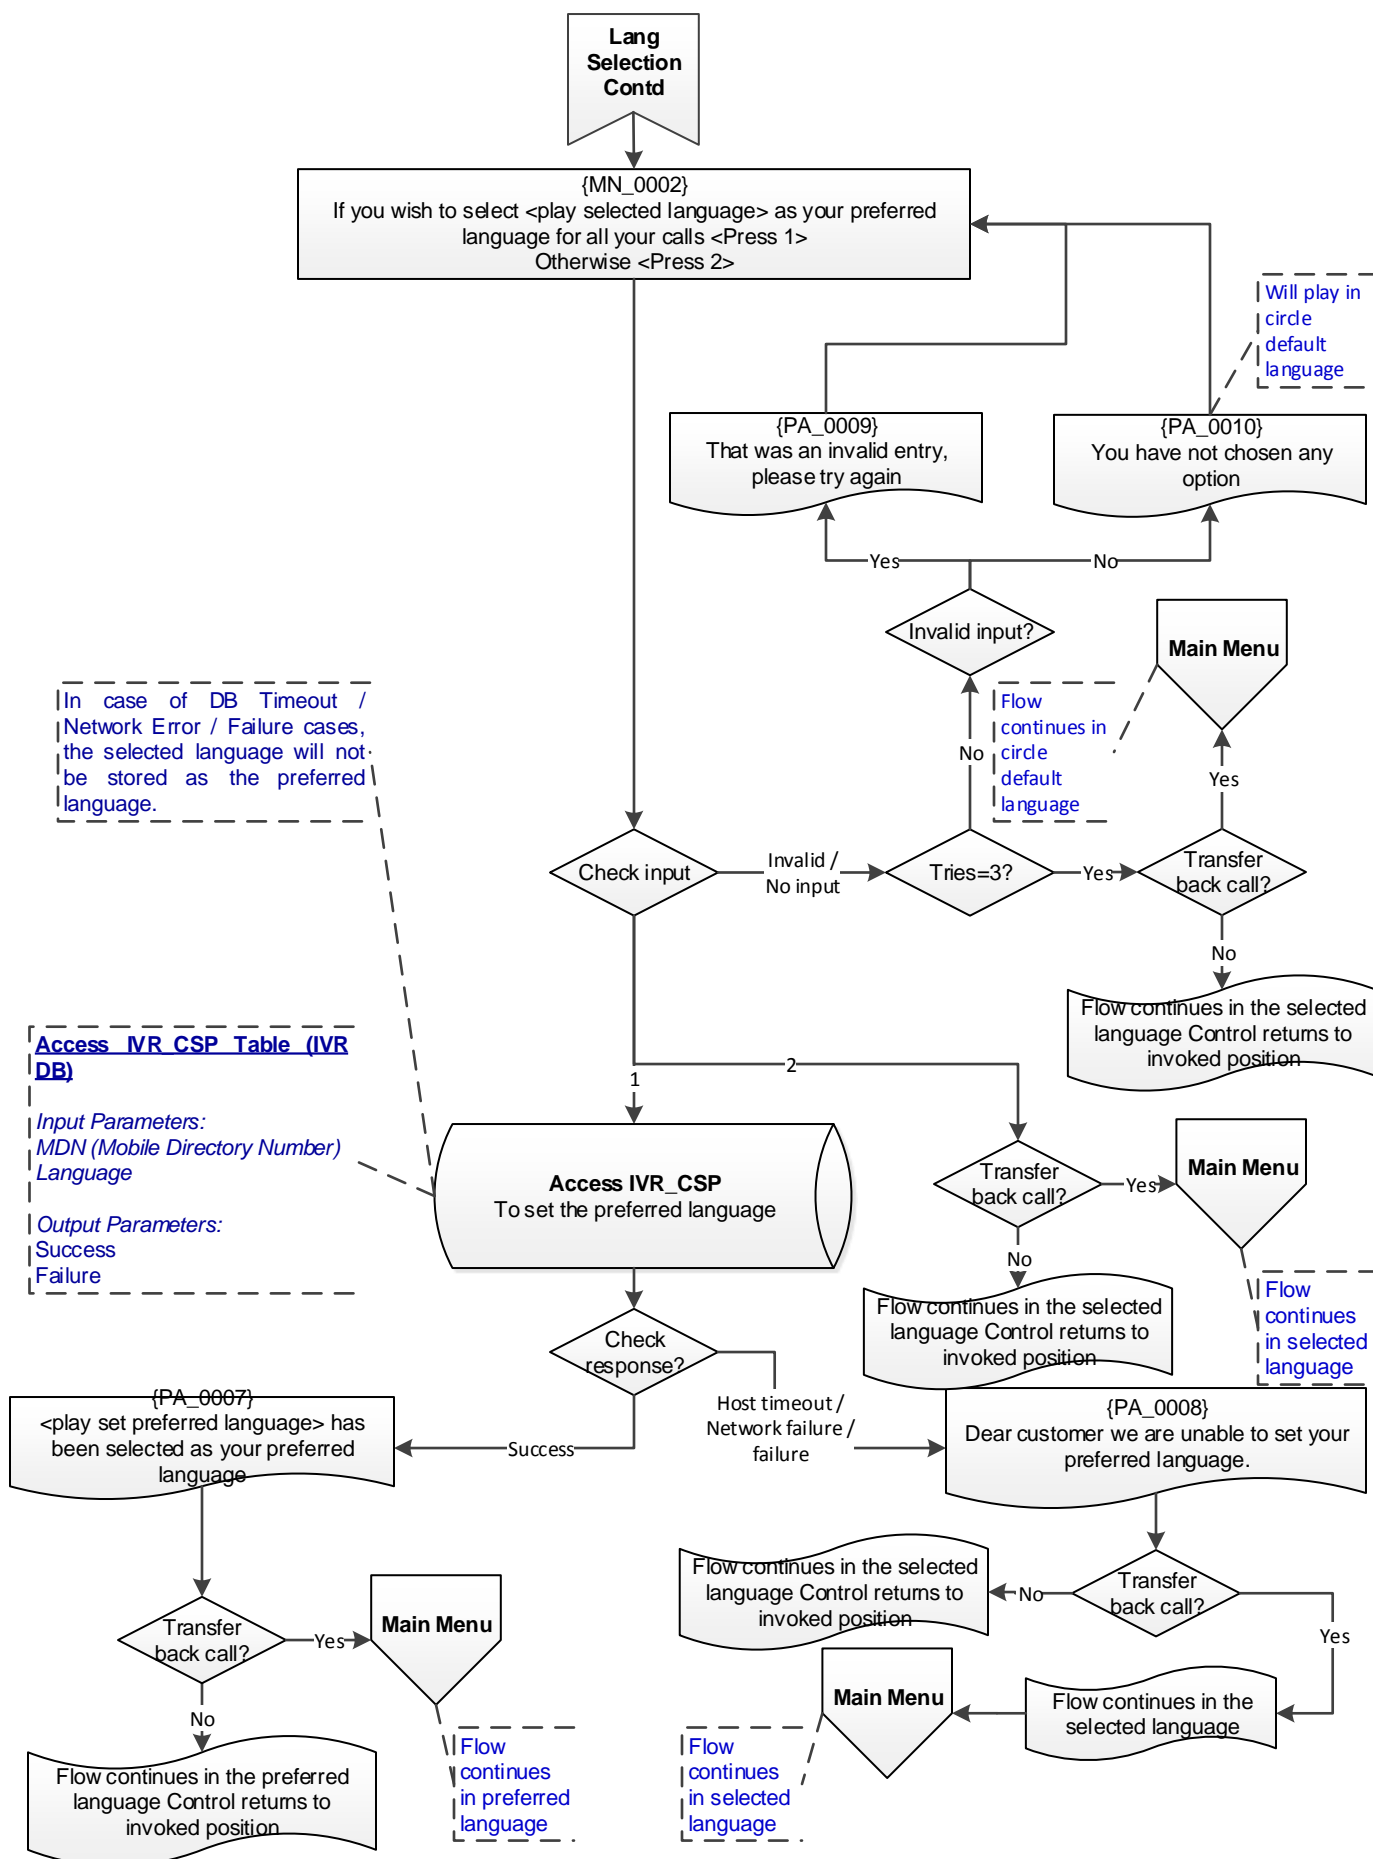 Lang
Selection
Contd
{MN_0002}
If you wish to select <play selected language> as your preferred
language for all your calls <Press 1>
Otherwise <Press 2>
Will play in
circle
default
language
{PA_0009}
That was an invalid entry,
please try again
{PA_0010}
You have not chosen any
option
Yes
No
Invalid input?
Main Menu
Flow
continues in
circle
default
language
No
Yes
In case of DB Timeout /
Network Error / Failure cases,
the selected language will not
be stored as the preferred
language.
Check input
Invalid /
No input
Tries=3?
Yes
Transfer
back call?
No
Flow continues in the selected
language Control returns to
invoked position
Access IVR_CSP Table (IVR
DB)
Input Parameters:
MDN (Mobile Directory Number)
Language
Output Parameters:
Success
Failure
1
2
Access IVR_CSP
To set the preferred language
Transfer
back call?
Yes
Main Menu
No
Flow continues in the selected
language Control returns to
invoked position
Flow
continues
in selected
language
Check
response?
Host timeout /
Network failure /
failure
Success
{PA_0007}
<play set preferred language> has
been selected as your preferred
language
{PA_0008}
Dear customer we are unable to set your
preferred language.
Flow continues in the selected
language Control returns to
invoked position
No
Transfer
back call?
Yes
Transfer
back call?
Yes
Main Menu
Main Menu
Flow continues in the
selected language
No
Flow continues in the preferred
language Control returns to
invoked position
Flow
continues
in preferred
language
Flow
continues
in selected
language